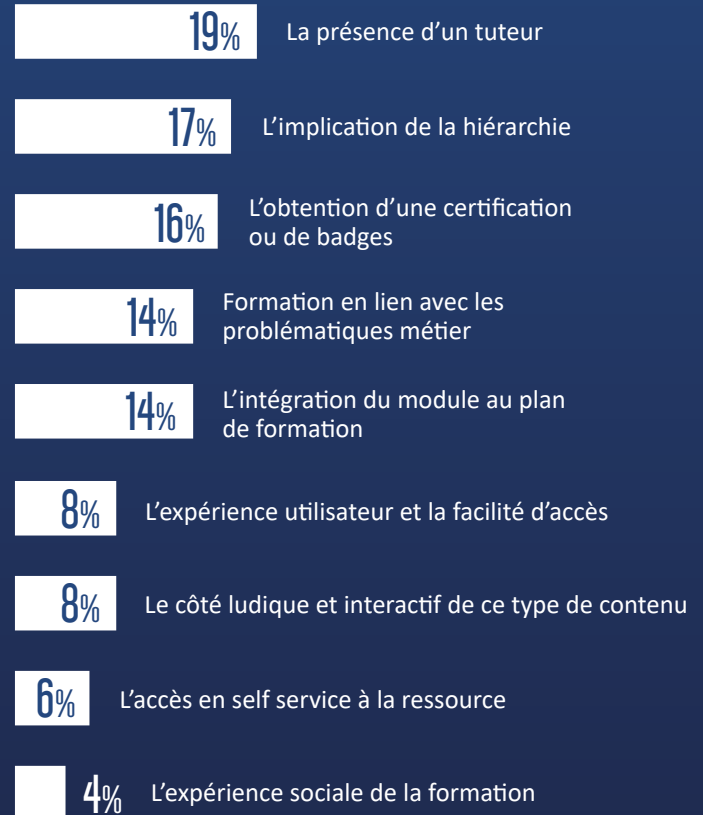 19% La présence d’un tuteur
17% L’implication de la hiérarchie
16% L’obtention d’une certification
ou de badges
14% Formation en lien avec les
problématiques métier
14% L’intégration du module au plan
de formation
8% L’expérience utilisateur et la facilité d’accès
8% Le côté ludique et interactif de ce type de contenu
6% L’accès en self service à la ressource
4% L’expérience sociale de la formation